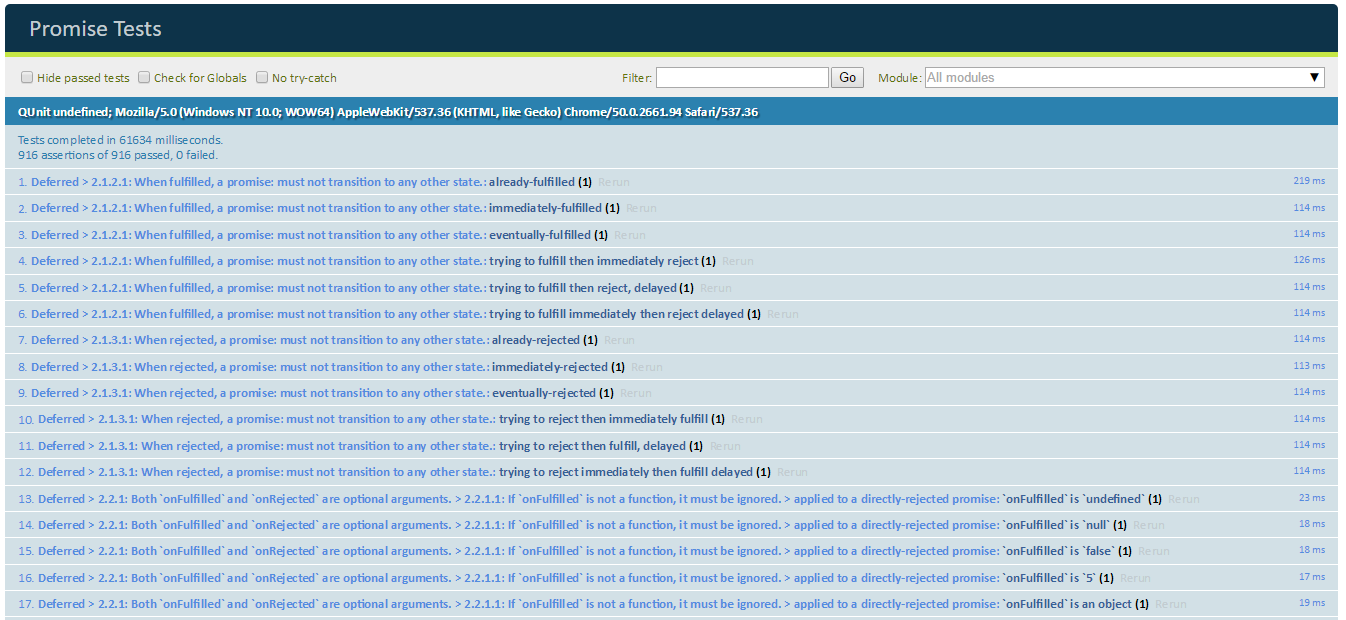 Promise Tests
Hide passed tests Check for Globals No try-catch Filter: Go Module: All modules ▼
QUnit undefined; Mozilla/5.0 (Windows NT 10.0; WOW64) AppleWebKit/537.36 (KHTML, like Gecko) Chrome/50.0.2661.94 Safari/537.36
Tests completed in 61634 milliseconds.
916 assertions of 916 passed, 0 failed.
1. Deferred > 2.1.2.1: When fulfilled, a promise: must not transition to any other state.: already-fulfilled (1) Rerun 219 ms
2. Deferred > 2.1.2.1: When fulfilled, a promise: must not transition to any other state.: immediately-fulfilled (1) Rerun 114 ms
3. Deferred > 2.1.2.1: When fulfilled, a promise: must not transition to any other state.: eventually-fulfilled (1) Rerun 114 ms
4. Deferred > 2.1.2.1: When fulfilled, a promise: must not transition to any other state.: trying to fulfill then immediately reject (1) Rerun 126 ms
5. Deferred > 2.1.2.1: When fulfilled, a promise: must not transition to any other state.: trying to fulfill then reject, delayed (1) Rerun 114 ms
6. Deferred > 2.1.2.1: When fulfilled, a promise: must not transition to any other state.: trying to fulfill immediately then reject delayed (1) Rerun 114 ms
7. Deferred > 2.1.3.1: When rejected, a promise: must not transition to any other state.: already-rejected (1) Rerun 114 ms
8. Deferred > 2.1.3.1: When rejected, a promise: must not transition to any other state.: immediately-rejected (1) Rerun 113 ms
9. Deferred > 2.1.3.1: When rejected, a promise: must not transition to any other state.: eventually-rejected (1) Rerun 114 ms
10. Deferred > 2.1.3.1: When rejected, a promise: must not transition to any other state.: trying to reject then immediately fulfill (1) Rerun 114 ms
11. Deferred > 2.1.3.1: When rejected, a promise: must not transition to any other state.: trying to reject then fulfill, delayed (1) Rerun 114 ms
12. Deferred > 2.1.3.1: When rejected, a promise: must not transition to any other state.: trying to reject immediately then fulfill delayed (1) Rerun 114 ms
13. Deferred > 2.2.1: Both `onFulfilled` and `onRejected` are optional arguments. > 2.2.1.1: If `onFulfilled` is not a function, it must be ignored. > applied to a directly-rejected promise: `onFulfilled` is `undefined` (1) Rerun 23 ms
14. Deferred > 2.2.1: Both `onFulfilled` and `onRejected` are optional arguments. > 2.2.1.1: If `onFulfilled` is not a function, it must be ignored. > applied to a directly-rejected promise: `onFulfilled` is `null` (1) Rerun 18 ms
15. Deferred > 2.2.1: Both `onFulfilled` and `onRejected` are optional arguments. > 2.2.1.1: If `onFulfilled` is not a function, it must be ignored. > applied to a directly-rejected promise: `onFulfilled` is `false` (1) Rerun 18 ms
16. Deferred > 2.2.1: Both `onFulfilled` and `onRejected` are optional arguments. > 2.2.1.1: If `onFulfilled` is not a function, it must be ignored. > applied to a directly-rejected promise: `onFulfilled` is `5` (1) Rerun 17 ms
17. Deferred > 2.2.1: Both `onFulfilled` and `onRejected` are optional arguments. > 2.2.1.1: If `onFulfilled` is not a function, it must be ignored. > applied to a directly-rejected promise: `onFulfilled` is an object (1) Rerun 19 ms